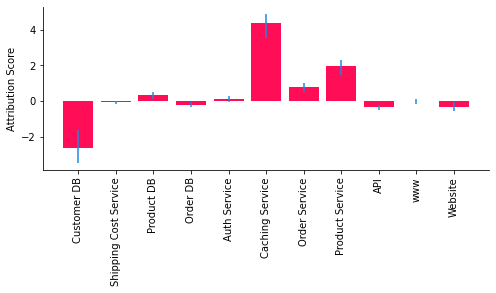 Attribution Score
4
2
0
−2
Customer DB
Shipping Cost Service
Product DB
Order DB
Auth Service
Caching Service
Order Service
Product Service
API
www
Website